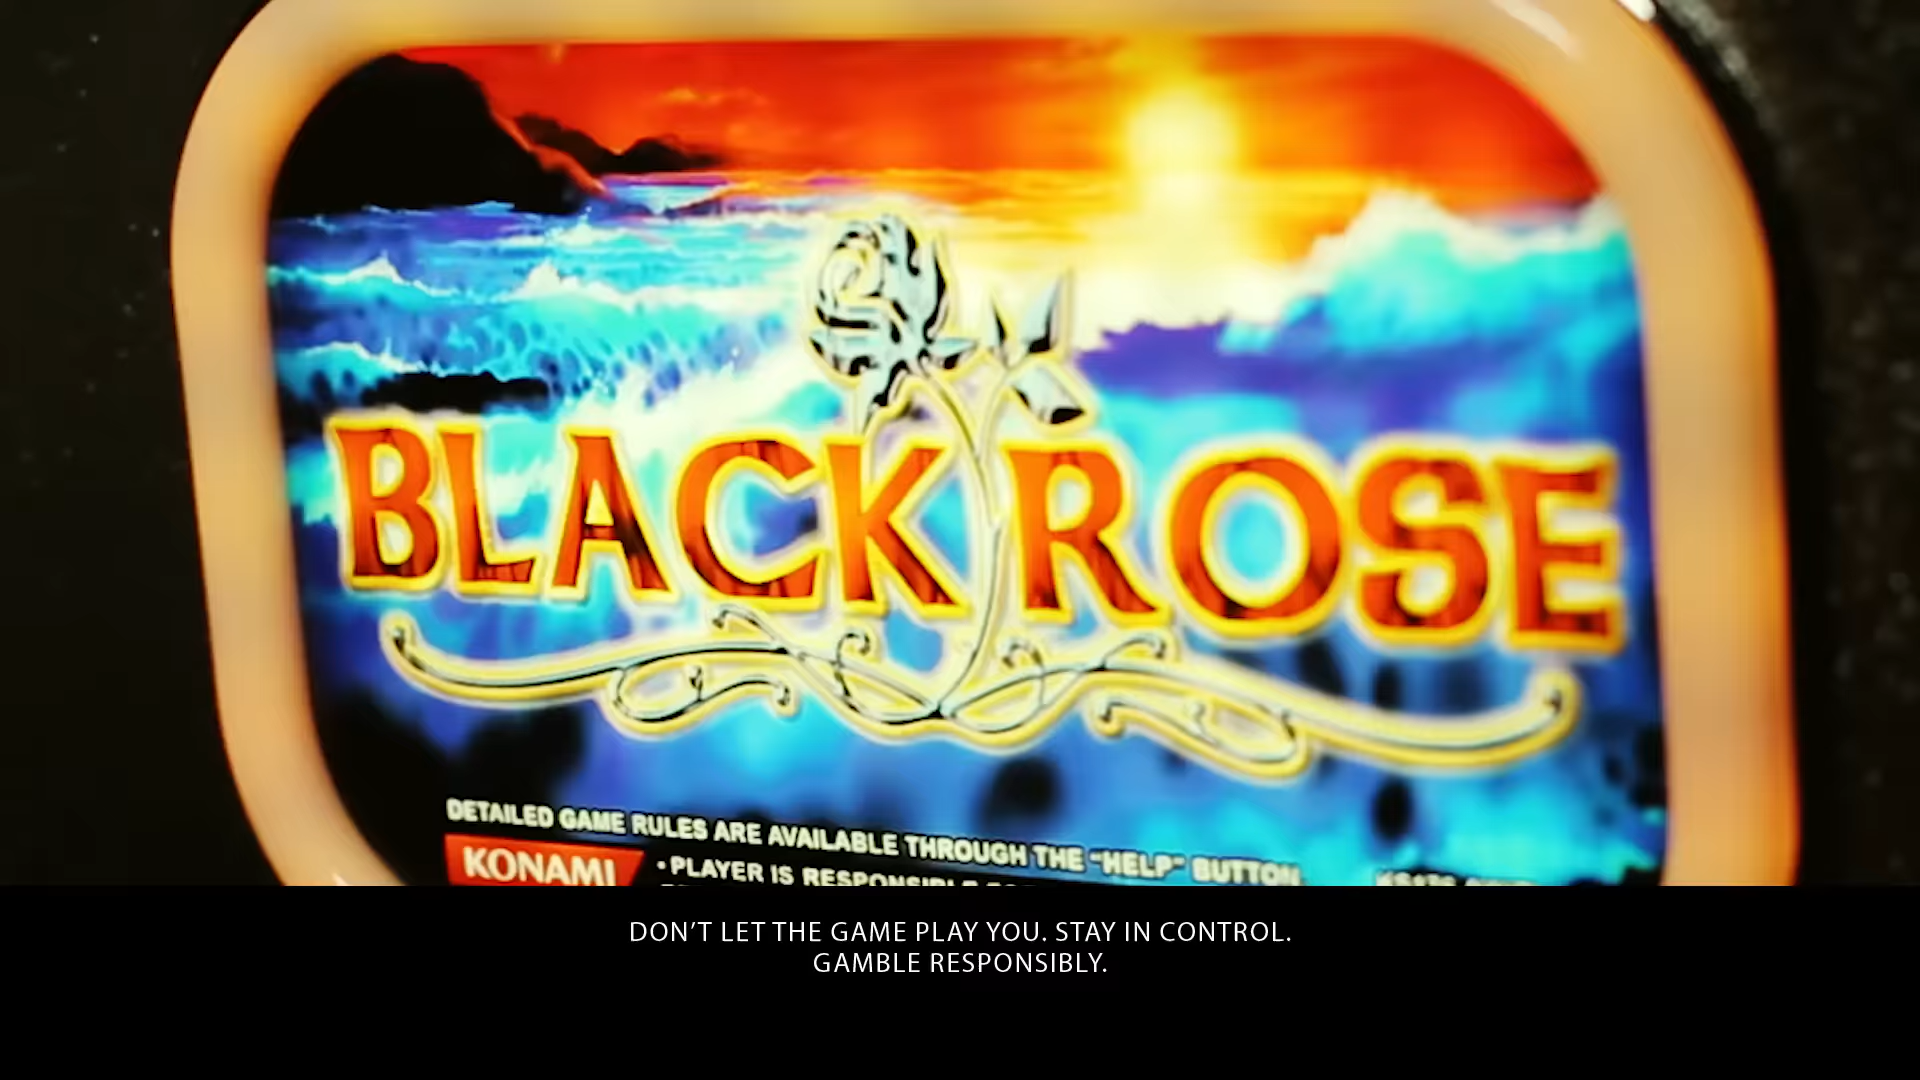 BLACK ROSE
DETAILED GAME RULES ARE AVAILABLE THROUGH THE "HELP" BUTTON
KONAMI
• PLAYER IS RESPONSIBLE
DON’T LET THE GAME PLAY YOU. STAY IN CONTROL.
GAMBLE RESPONSIBLY.